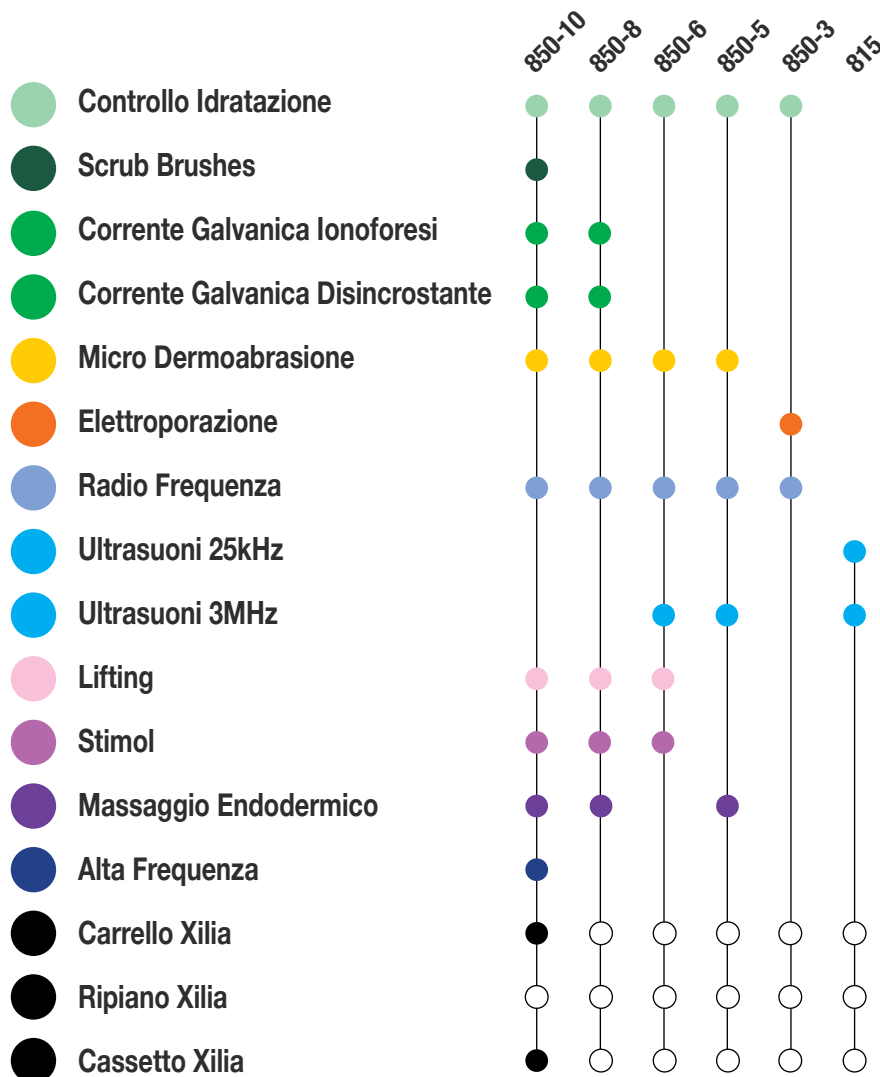 850-10
850-8
850-6
850-5
850-3
815
Controllo Idratazione
Scrub Brushes
Corrente Galvanica Ionoforesi
Corrente Galvanica Disincrostante
Micro Dermoabrasione
Elettroporazione
Radio Frequenza
Ultrasuoni 25kHz
Ultrasuoni 3MHz
Lifting
Stimol
Massaggio Endodermico
Alta Frequenza
Carrello Xilia
Ripiano Xilia
Cassetto Xilia